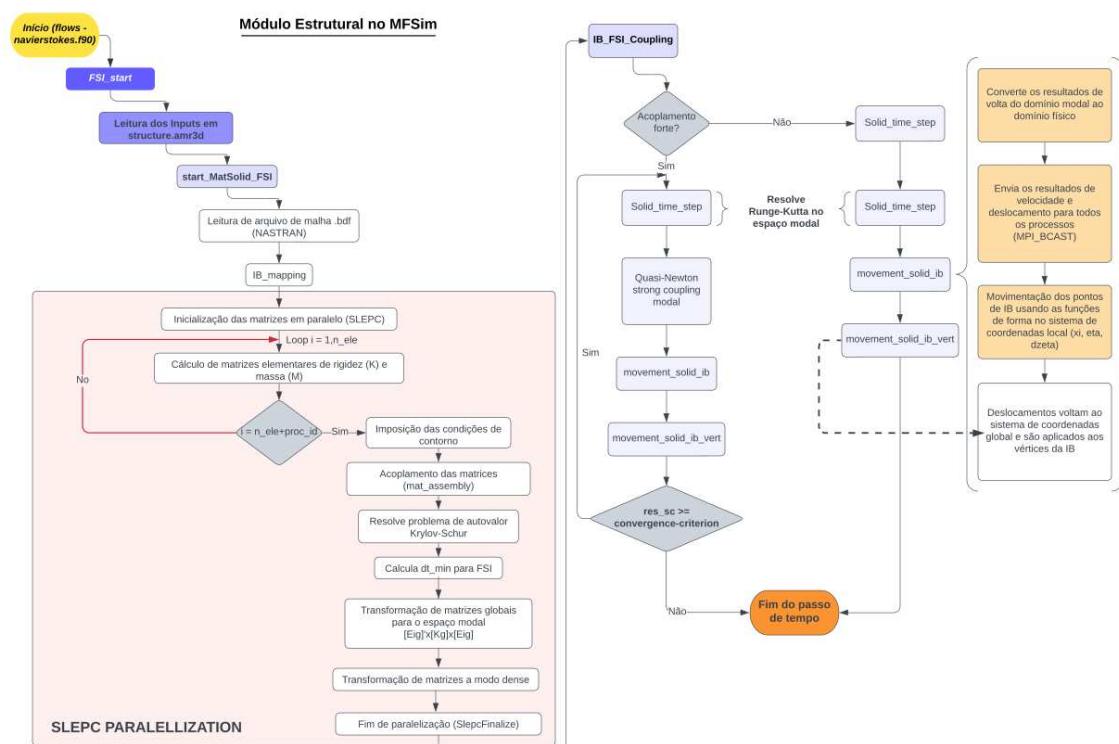 Módulo Estrutural no MFSim
Início (flows -
navierstokes.f90)
FSI_start
Leitura dos Inputs em
structure.amr3d
start_MatSolid_FSI
Leitura de arquivo de malha .bdf
(NASTRAN)
IB_mapping
Inicialização das matrizes em paralelo (SLEPC)
Loop i = 1,n_ele
Cálculo de matrizes elementares de rigidez (K) e
massa (M)
No
i = n_ele+proc_id
Sim
Imposição das condições de
contorno
Acoplamento das matrices
(mat_assembly)
Resolve problema de autovalor
Krylov-Schur
Calcula dt_min para FSI
Transformação de matrizes globais
para o espaço modal
[Eig]'x[Kg]x[Eig]
Transformação de matrizes a modo dense
Fim de paralelização (SlepcFinalize)
SLEPC PARALELLIZATION
IB_FSI_Coupling
Acoplamento
forte?
Não
Solid_time_step
Sim
Solid_time_step
Resolve
Runge-Kutta no
espaço modal
Solid_time_step
Quasi-Newton
strong coupling
modal
movement_solid_ib
movement_solid_ib
movement_solid_ib_vert
Sim
movement_solid_ib_vert
res_sc >=
convergence-criterion
Não
Fim do passo
de tempo
Converte os resultados de
volta do domínio modal ao
domínio físico
Envia os resultados de
velocidade e
deslocamento para todos
os processos
(MPI_BCAST)
Movimentação dos pontos
de IB usando as funções
de forma no sistema de
coordenadas local (xi, eta,
dzeta)
Deslocamentos voltam ao
sistema de coordenadas
global e são aplicados aos
vértices da IB